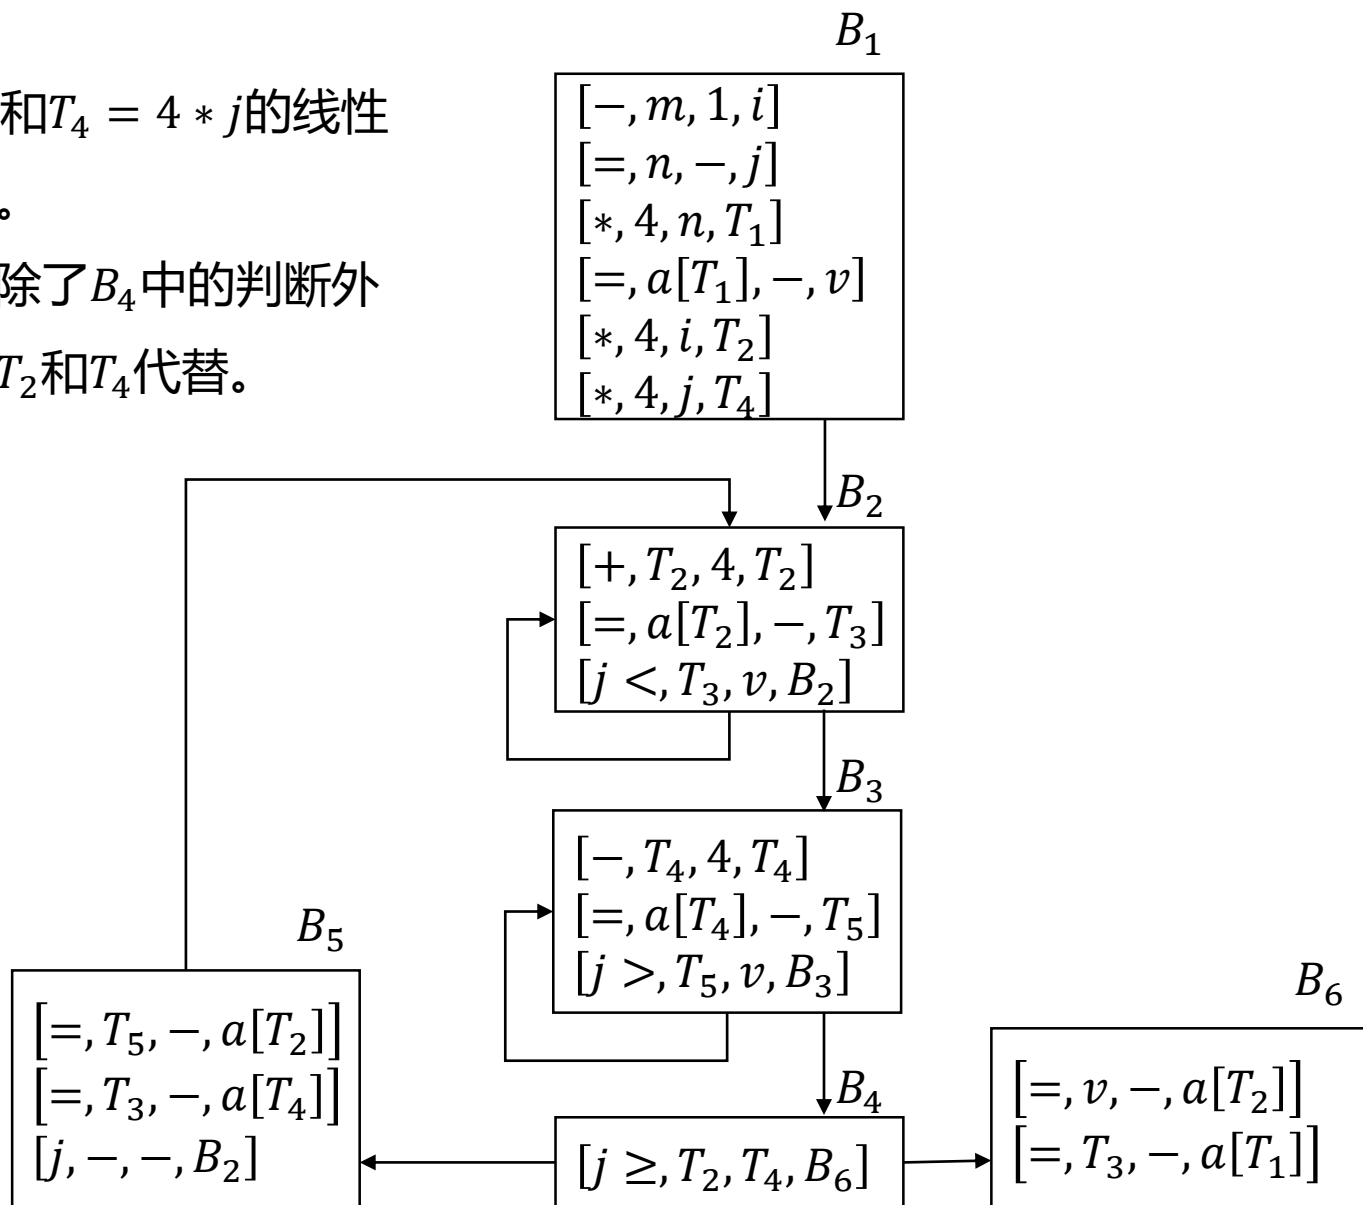 和T₄ = 4 ∗ j的线性
。
除了B₄中的判断外
T₂和T₄代替。
B₁
[−, m, 1, i]
[=, n, −, j]
[∗, 4, n, T₁]
[=, a[T₁], −, v]
[∗, 4, i, T₂]
[∗, 4, j, T₄]
B₂
[+, T₂, 4, T₂]
[=, a[T₂], −, T₃]
[j <, T₃, v, B₂]
B₃
[−, T₄, 4, T₄]
[=, a[T₄], −, T₅]
[j >, T₅, v, B₃]
B₅
[=, T₅, −, a[T₂]]
[=, T₃, −, a[T₄]]
[j, −, −, B₂]
B₄
[j ≥, T₂, T₄, B₆]
B₆
[=, v, −, a[T₂]]
[=, T₃, −, a[T₁]]